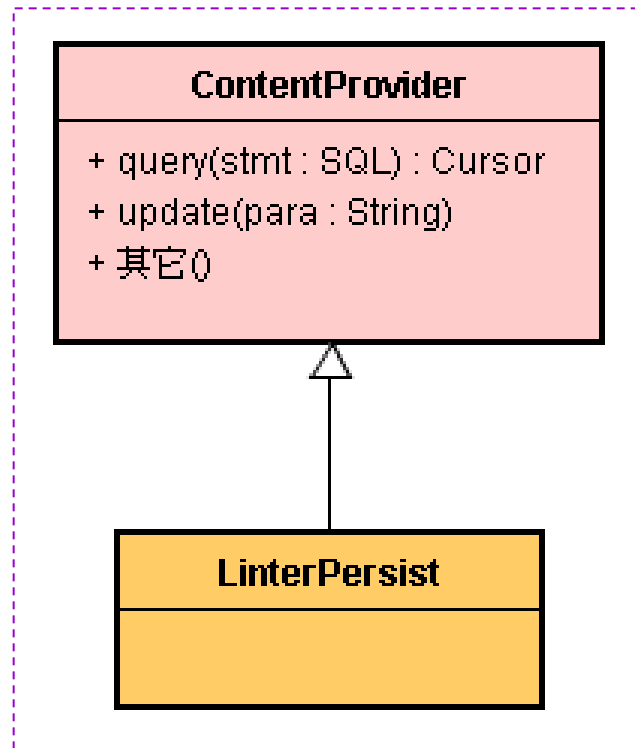 ContentProvider
+ query(stmt : SQL) : Cursor
+ update(para : String)
+ 其它()
LinterPersist